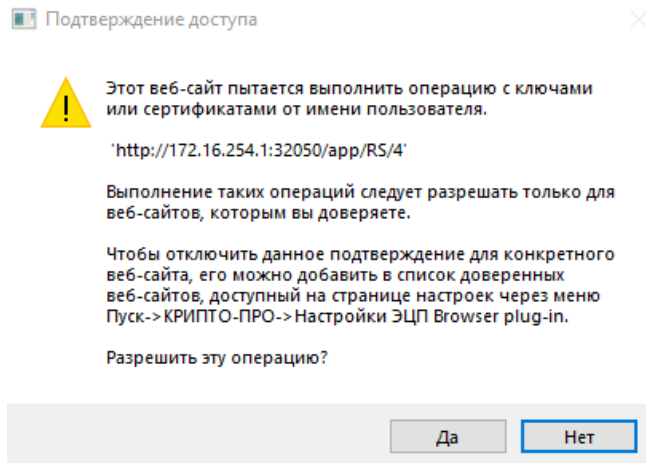 Подтверждение доступа
Этот веб-сайт пытается выполнить операцию с ключами
или сертификатами от имени пользователя.
'http://172.16.254.1:32050/app/RS/4'
Выполнение таких операций следует разрешать только для
веб-сайтов, которым вы доверяете.
Чтобы отключить данное подтверждение для конкретного
веб-сайта, его можно добавить в список доверенных
веб-сайтов, доступный на странице настроек через меню
Пуск->КРИПТО-ПРО->Настройки ЭЦП Browser plug-in.
Разрешить эту операцию?
Да Нет